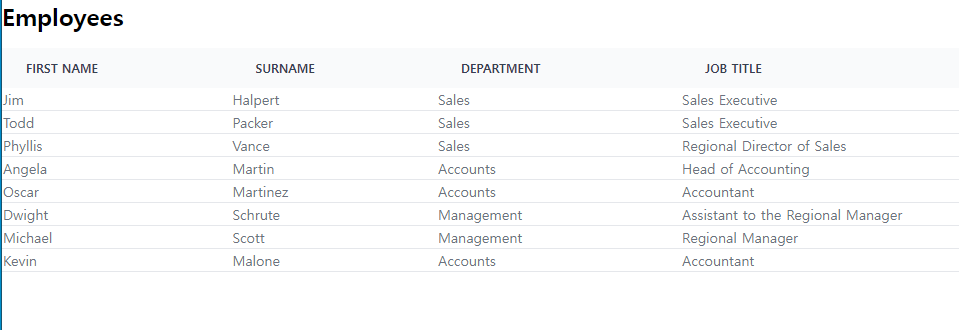 Employees
FIRST NAME SURNAME DEPARTMENT JOB TITLE
Jim Halpert Sales Sales Executive
Todd Packer Sales Sales Executive
Phyllis Vance Sales Regional Director of Sales
Angela Martin Accounts Head of Accounting
Oscar Martinez Accounts Accountant
Dwight Schrute Management Assistant to the Regional Manager
Michael Scott Management Regional Manager
Kevin Malone Accounts Accountant